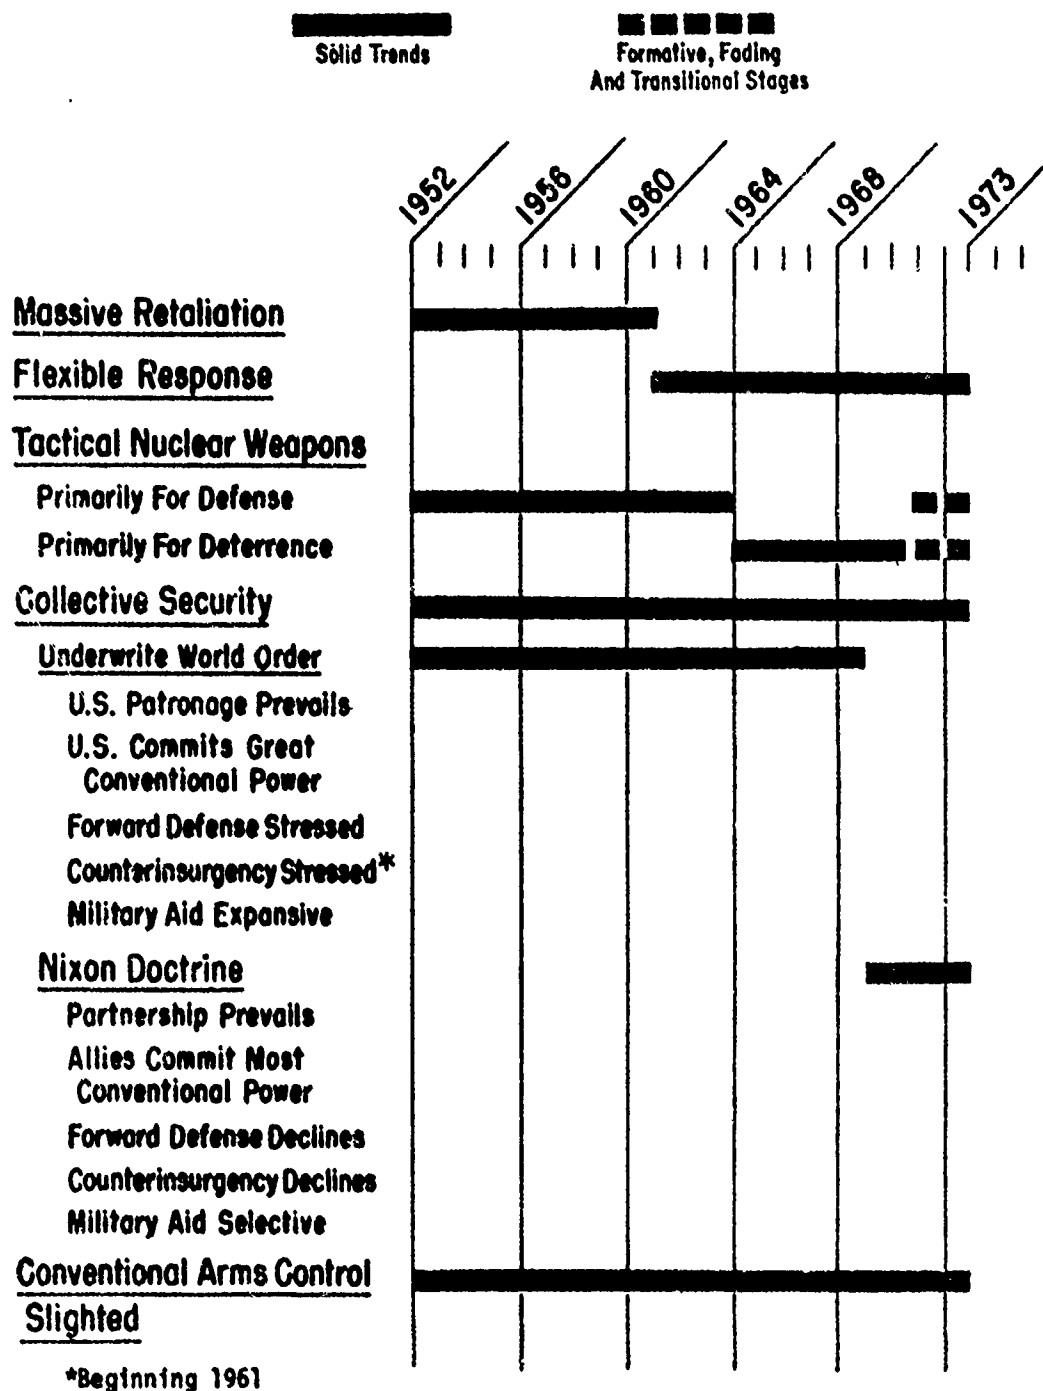 Solid Trends
Formative, Fading
And Transitional Stages
1952
1956
1960
1964
1968
1973
Massive Retaliation
Flexible Response
Tactical Nuclear Weapons
Primarily For Defense
Primarily For Deterrence
Collective Security
Underwrite World Order
U.S. Patronage Prevails
U.S. Commits Great
Conventional Power
Forward Defense Stressed
Counterinsurgency Stressed*
Military Aid Expansive
Nixon Doctrine
Partnership Prevails
Allies Commit Most
Conventional Power
Forward Defense Declines
Counterinsurgency Declines
Military Aid Selective
Conventional Arms Control
Slighted
*Beginning 1961